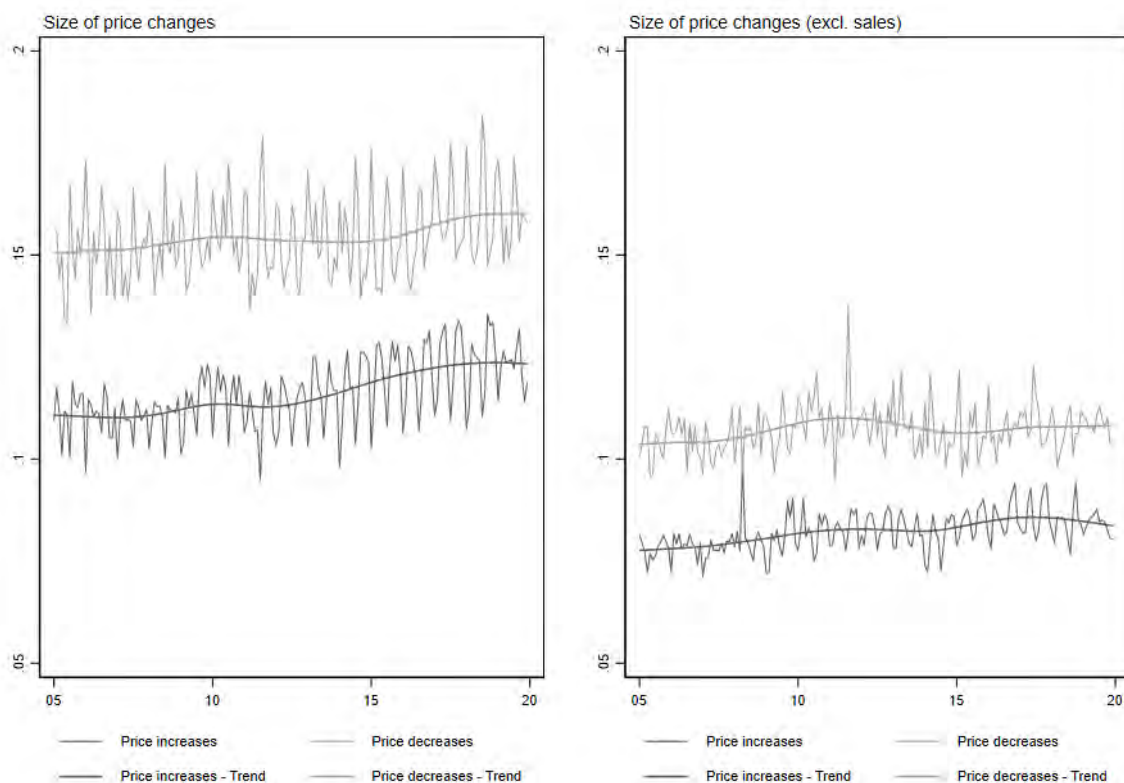 Size of price changes
.2
.15
.1
.05
05 10 15 20
Price increases Price decreases
Price increases - Trend Price decreases - Trend
Size of price changes (excl. sales)
.2
.15
.1
.05
05 10 15 20
Price increases Price decreases
Price increases - Trend Price decreases - Trend